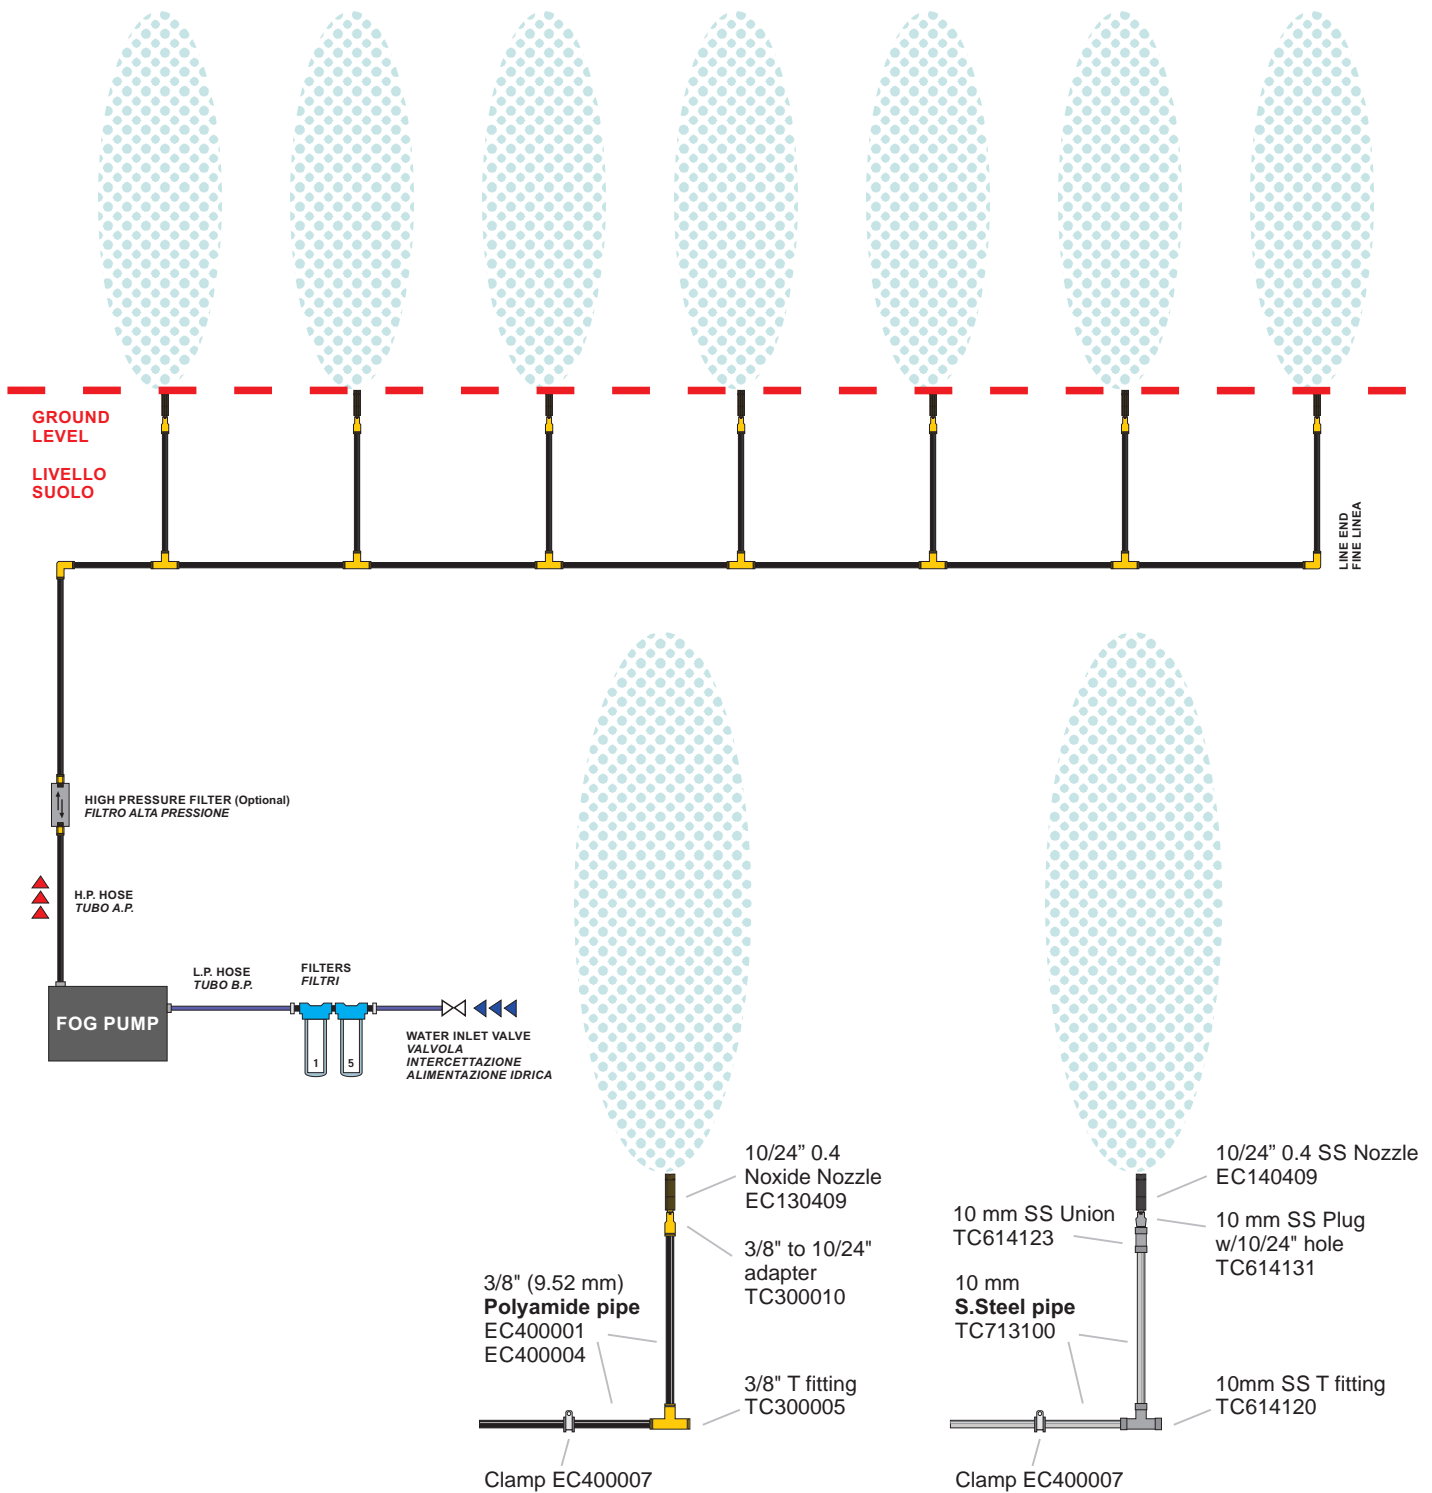 GROUND
LEVEL
LIVELLO
SUOLO
LINE END
FINE LINEA
HIGH PRESSURE FILTER (Optional)
FILTRO ALTA PRESSIONE
H.P. HOSE
TUBO A.P.
L.P. HOSE
TUBO B.P.
FILTERS
FILTRI
FOG PUMP
1
5
WATER INLET VALVE
VALVOLA
INTERCETTAZIONE
ALIMENTAZIONE IDRICA
10/24” 0.4
Noxide Nozzle
EC130409
3/8" to 10/24"
adapter
TC300010
3/8" (9.52 mm)
Polyamide pipe
EC400001
EC400004
3/8" T fitting
TC300005
Clamp EC400007
10/24” 0.4 SS Nozzle
EC140409
10 mm SS Union
TC614123
10 mm SS Plug
w/10/24" hole
TC614131
10 mm
S.Steel pipe
TC713100
10mm SS T fitting
TC614120
Clamp EC400007